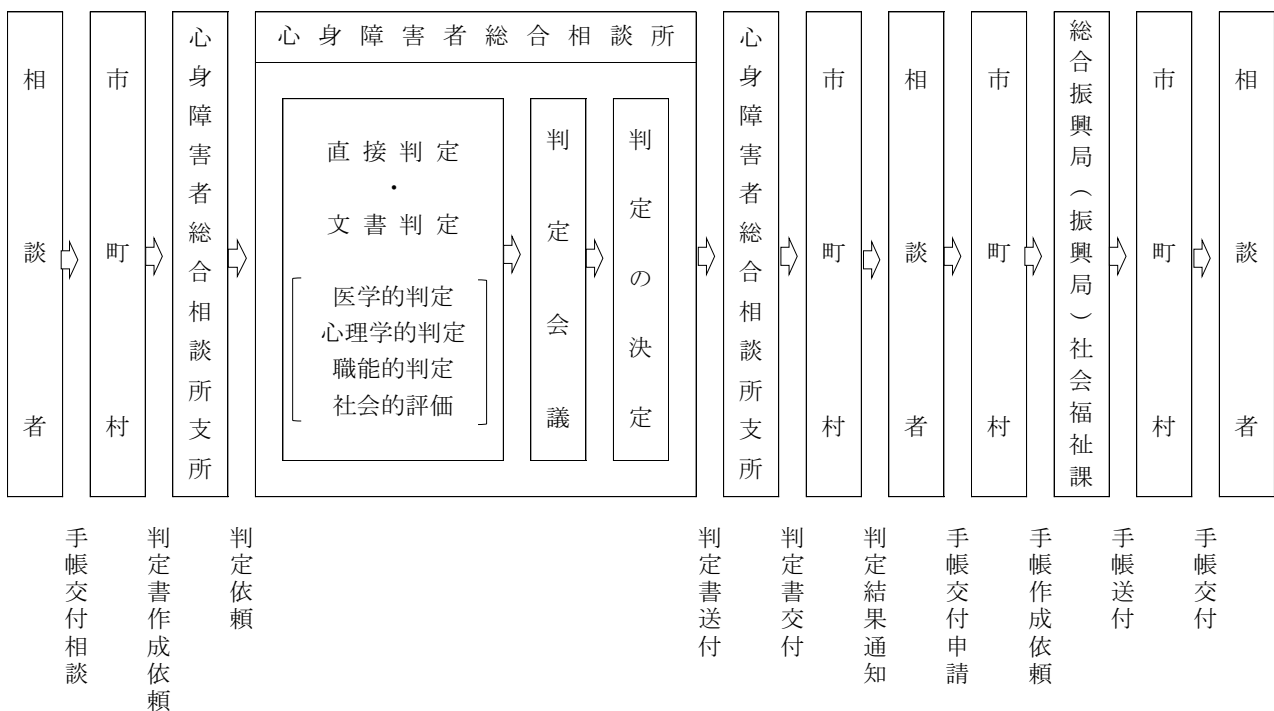 相談者
市町村
心身障害者総合相談所支所
心身障害者総合相談所
直接判定
・
文書判定
医学的判定
心理学的判定
職能的判定
社会的評価
判定会議
判定の決定
心身障害者総合相談所支所
市町村
相談者
市町村
総合振興局（振興局）社会福祉課
市町村
相談者
手帳交付相談
判定書作成依頼
判定依頼
判定書送付
判定書交付
判定結果通知
手帳交付申請
手帳作成依頼
手帳送付
手帳交付